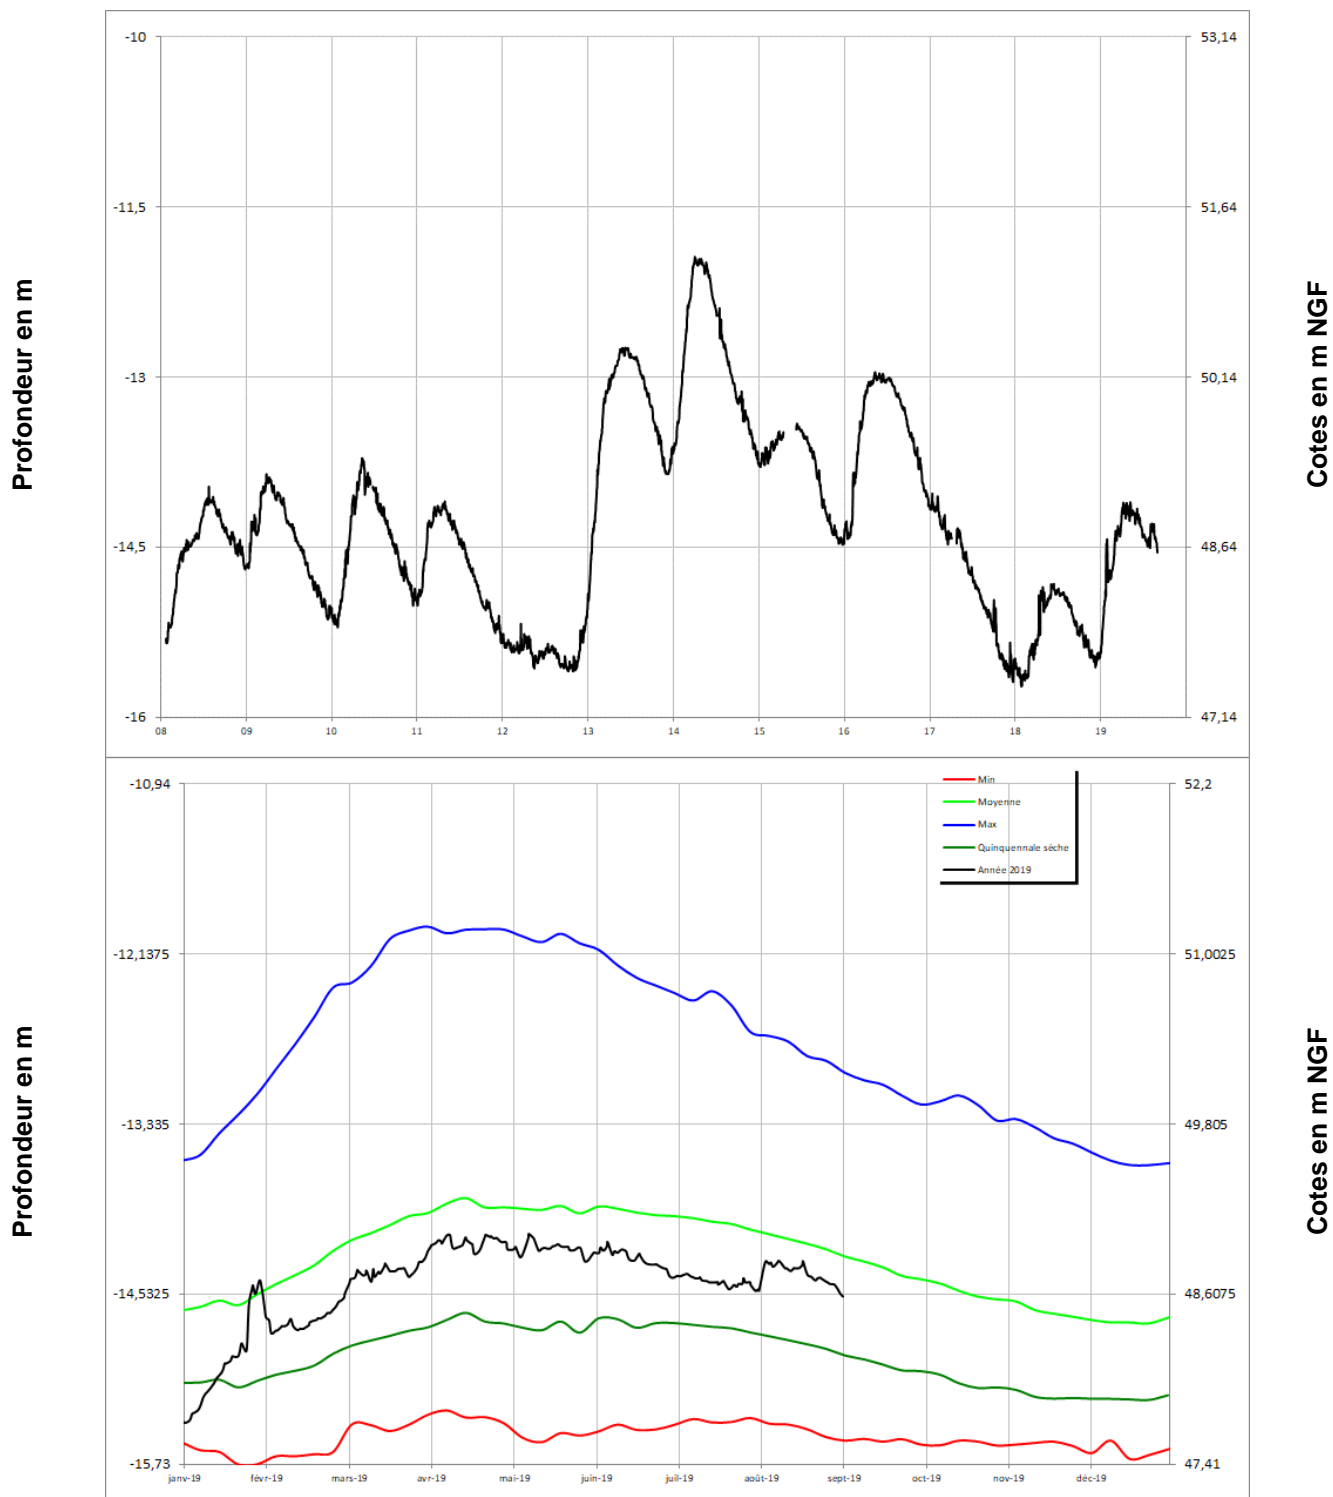 -10
53,14
-11,5
51,64
Profondeur en m
Cotes en m NGF
-13
50,14
-14,5
48,64
-16
47,14
08 09 10 11 12 13 14 15 16 17 18 19
-10,94
52,2
Min
Moyenne
Max
Quinquennale sèche
Année 2019
-12,1375
51,0025
Profondeur en m
Cotes en m NGF
-13,335
49,805
-14,5325
48,6075
-15,73
47,41
janv-19 févr-19 mars-19 avr-19 mai-19 juin-19 juil-19 août-19 sept-19 oct-19 nov-19 déc-19